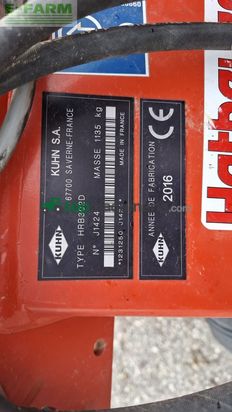 E-FARM
KUHN S.A.
67700 SAVERNE-FRANCE
TYPE HRB302D
N° J1424 MASSE 1135 kg
MADE IN FRANCE
KUHN
CE
ANNEE DE FABRICATION
2016
KUHN